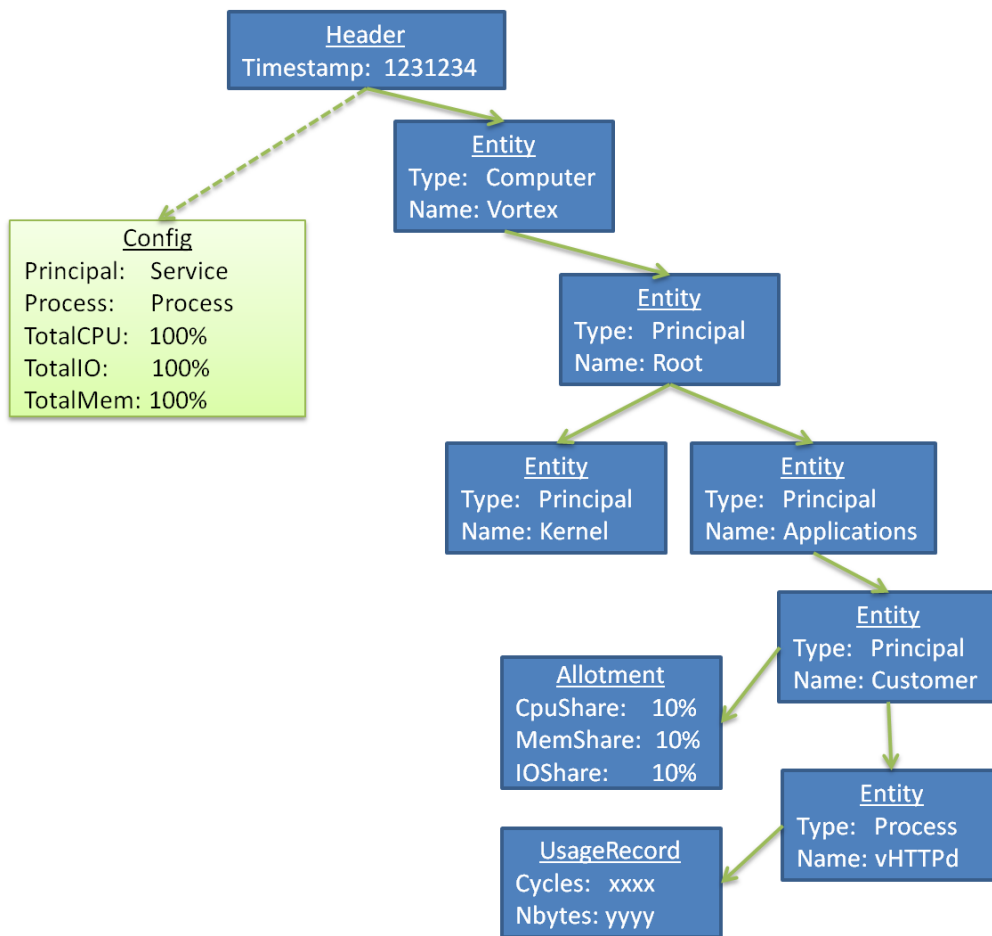 Header
Timestamp: 1231234
Entity
Type: Computer
Name: Vortex
Config
Principal: Service
Process: Process
TotalCPU: 100%
TotalIO: 100%
TotalMem: 100%
Entity
Type: Principal
Name: Root
Entity
Type: Principal
Name: Kernel
Entity
Type: Principal
Name: Applications
Entity
Type: Principal
Name: Customer
Allotment
CpuShare: 10%
MemShare: 10%
IOShare: 10%
Entity
Type: Process
Name: vHTTPd
UsageRecord
Cycles: xxxx
Nbytes: yyyy